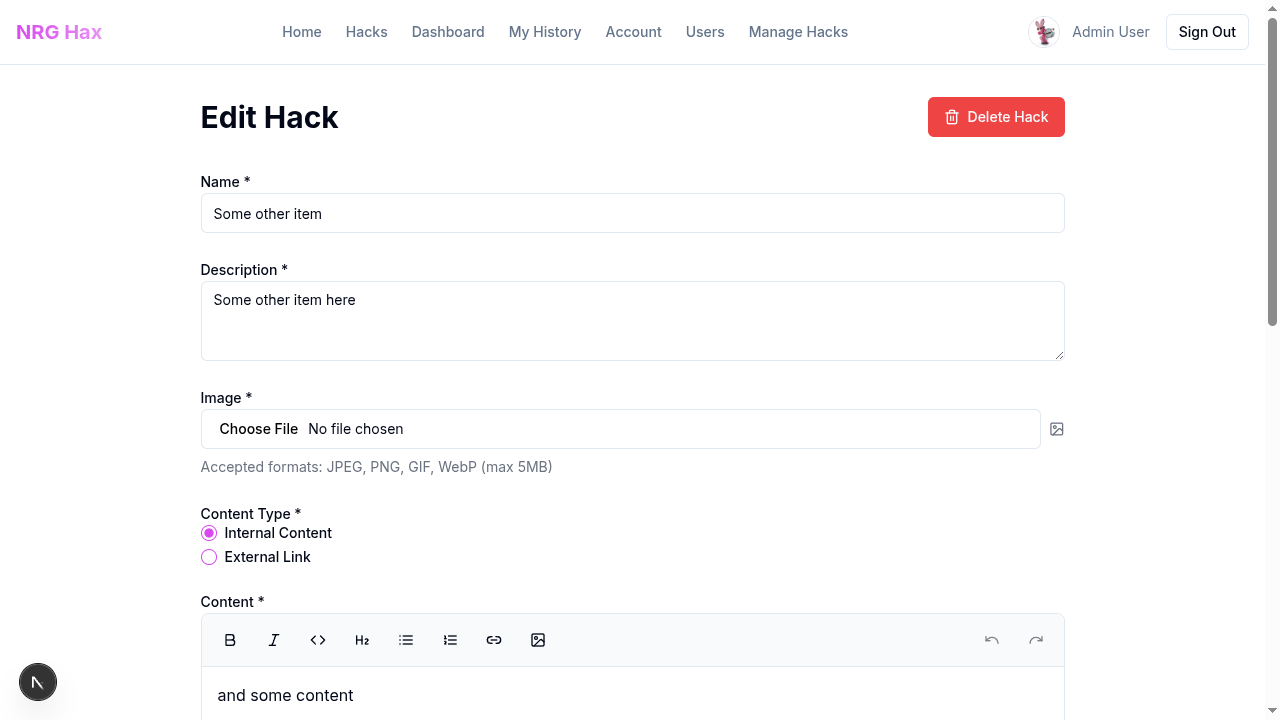 NRG Hax
Home Hacks Dashboard My History Account Users Manage Hacks
Admin User
Sign Out
Edit Hack
Delete Hack
Name *
Some other item
Description *
Some other item here
Image *
Choose File No file chosen
Accepted formats: JPEG, PNG, GIF, WebP (max 5MB)
Content Type *
Internal Content
External Link
Content *
B I H2
and some content
N